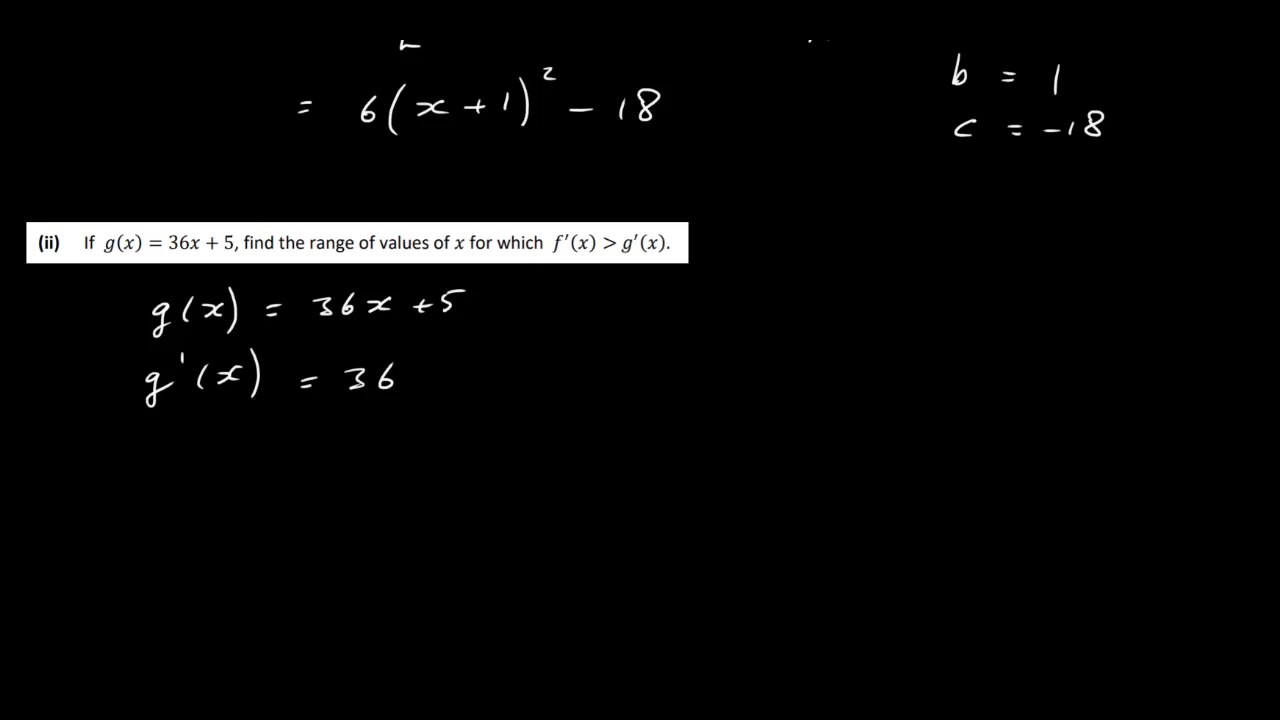 = 6(x + 1)² − 18
b = 1
c = −18
(ii) If g(x) = 36x + 5, find the range of values of x for which f′(x) > g′(x).
g(x) = 36x + 5
g'(x) = 36